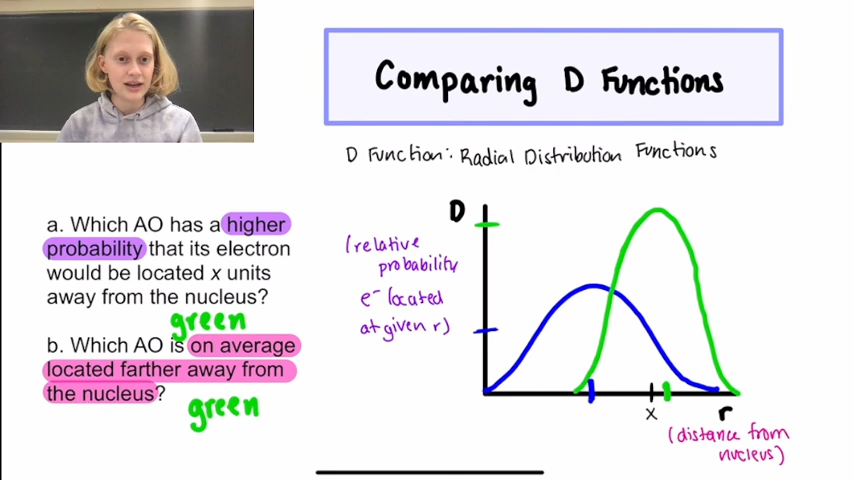 Comparing D Functions
D Function: Radial Distribution Functions
a. Which AO has a higher
probability that its electron
would be located x units
away from the nucleus?
green
b. Which AO is on average
located farther away from
the nucleus?
green
D
(relative
probability
e⁻ located
at given r)
x
r
(distance from
nucleus)